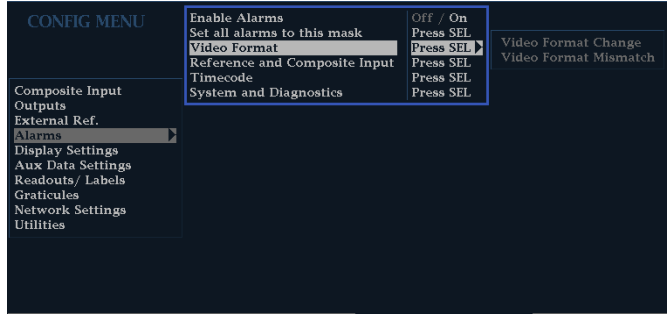 CONFIG MENU
Enable Alarms Off / On
Set all alarms to this mask Press SEL
Video Format Press SEL
Reference and Composite Input Press SEL
Timecode Press SEL
System and Diagnostics Press SEL
Video Format Change
Video Format Mismatch
Composite Input
Outputs
External Ref.
Alarms
Display Settings
Aux Data Settings
Readouts/ Labels
Graticules
Network Settings
Utilities